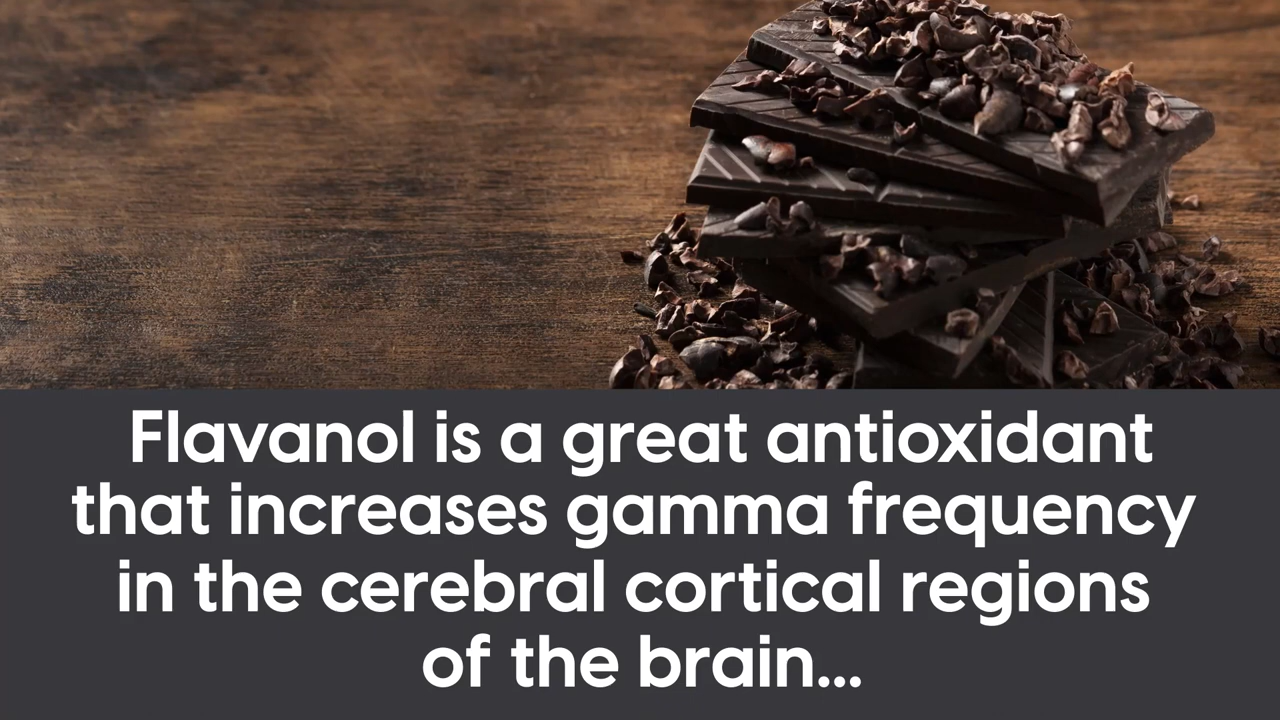 Flavanol is a great antioxidant
that increases gamma frequency
in the cerebral cortical regions
of the brain...